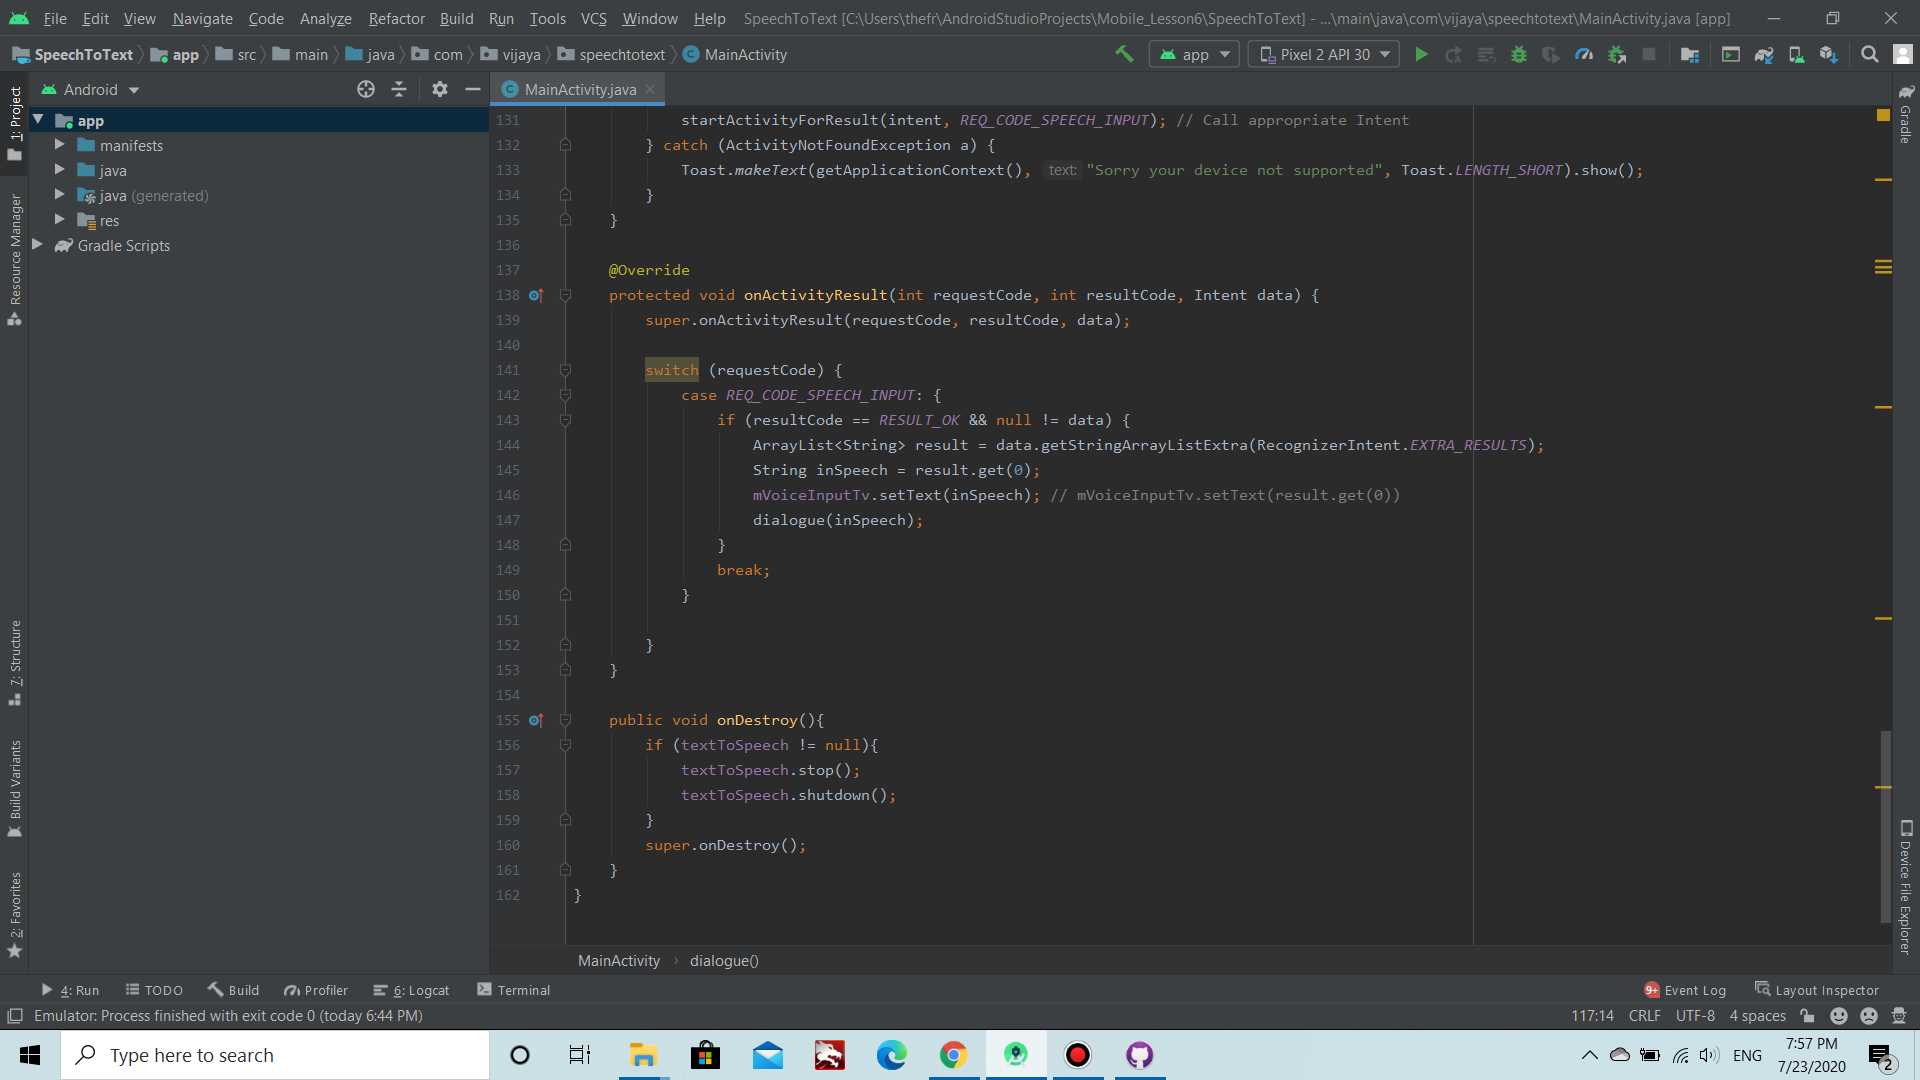 File Edit View Navigate Code Analyze Refactor Build Run Tools VCS Window Help SpeechToText [C:\Users\thefr\AndroidStudioProjects\Mobile_Lesson6\SpeechToText] - ...\main\java\com\vijaya\speechtotext\MainActivity.java [app]
SpeechToText app src main java com vijaya speechtotext MainActivity app Pixel 2 API 30
Android
MainActivity.java
1: Project
Resource Manager
7: Structure
Build Variants
2: Favorites
app
manifests
java
java (generated)
res
Gradle Scripts
131 startActivityForResult(intent, REQ_CODE_SPEECH_INPUT); // Call appropriate Intent
132 } catch (ActivityNotFoundException a) {
133 Toast.makeText(getApplicationContext(), text: "Sorry your device not supported", Toast.LENGTH_SHORT).show();
134 }
135 }
136
137 @Override
138 protected void onActivityResult(int requestCode, int resultCode, Intent data) {
139 super.onActivityResult(requestCode, resultCode, data);
140
141 switch (requestCode) {
142 case REQ_CODE_SPEECH_INPUT: {
143 if (resultCode == RESULT_OK && null != data) {
144 ArrayList<String> result = data.getStringArrayListExtra(RecognizerIntent.EXTRA_RESULTS);
145 String inSpeech = result.get(0);
146 mVoiceInputTv.setText(inSpeech); // mVoiceInputTv.setText(result.get(0))
147 dialogue(inSpeech);
148 }
149 break;
150 }
151
152 }
153 }
154
155 public void onDestroy(){
156 if (textToSpeech != null){
157 textToSpeech.stop();
158 textToSpeech.shutdown();
159 }
160 super.onDestroy();
161 }
162 }
Gradle
Device File Explorer
MainActivity dialogue()
4: Run TODO Build Profiler 6: Logcat Terminal 9+ Event Log Layout Inspector
Emulator: Process finished with exit code 0 (today 6:44 PM) 117:14 CRLF UTF-8 4 spaces
Type here to search ENG 7:57 PM
7/23/2020 2